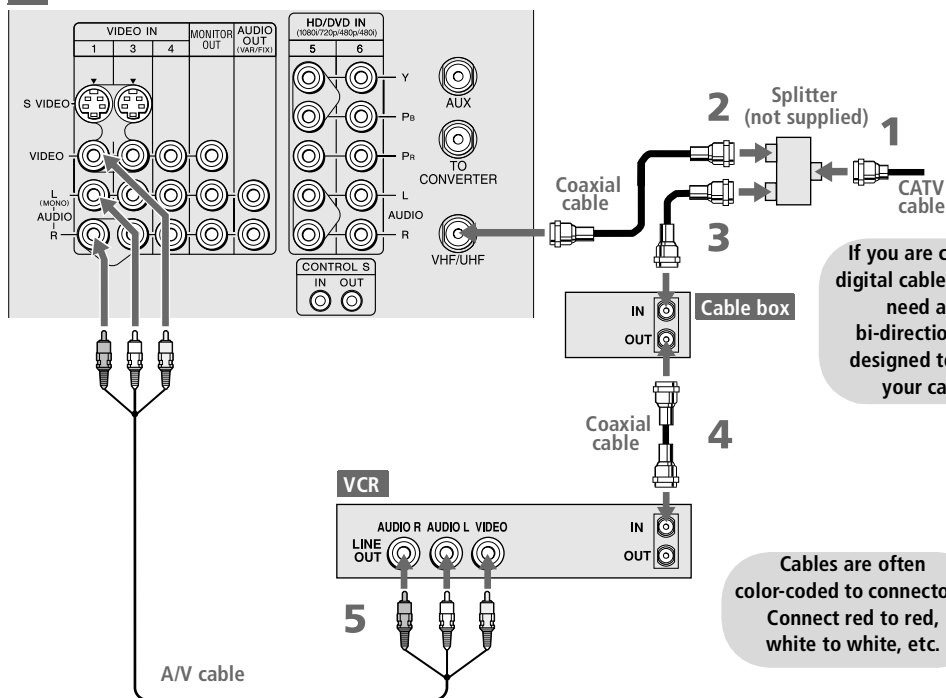 VIDEO IN
MONITOR OUT
AUDIO OUT
(VAR/FIX)
1 3 4
HD/DVD IN
(1080i/720p/480p/480i)
5 6
S VIDEO
VIDEO
L
(MONO)
AUDIO
R
Y
PB
PR
L
AUDIO
R
AUX
TO
CONVERTER
VHF/UHF
CONTROL S
IN OUT
2
Splitter
(not supplied)
1
Coaxial
cable
CATV
cable
3
IN
OUT
Cable box
If you are c
digital cable
need a
bi-direction
designed to
your ca
Coaxial
cable
4
VCR
AUDIO R AUDIO L VIDEO
LINE
OUT
IN
OUT
5
A/V cable
Cables are often
color-coded to connecto
Connect red to red,
white to white, etc.